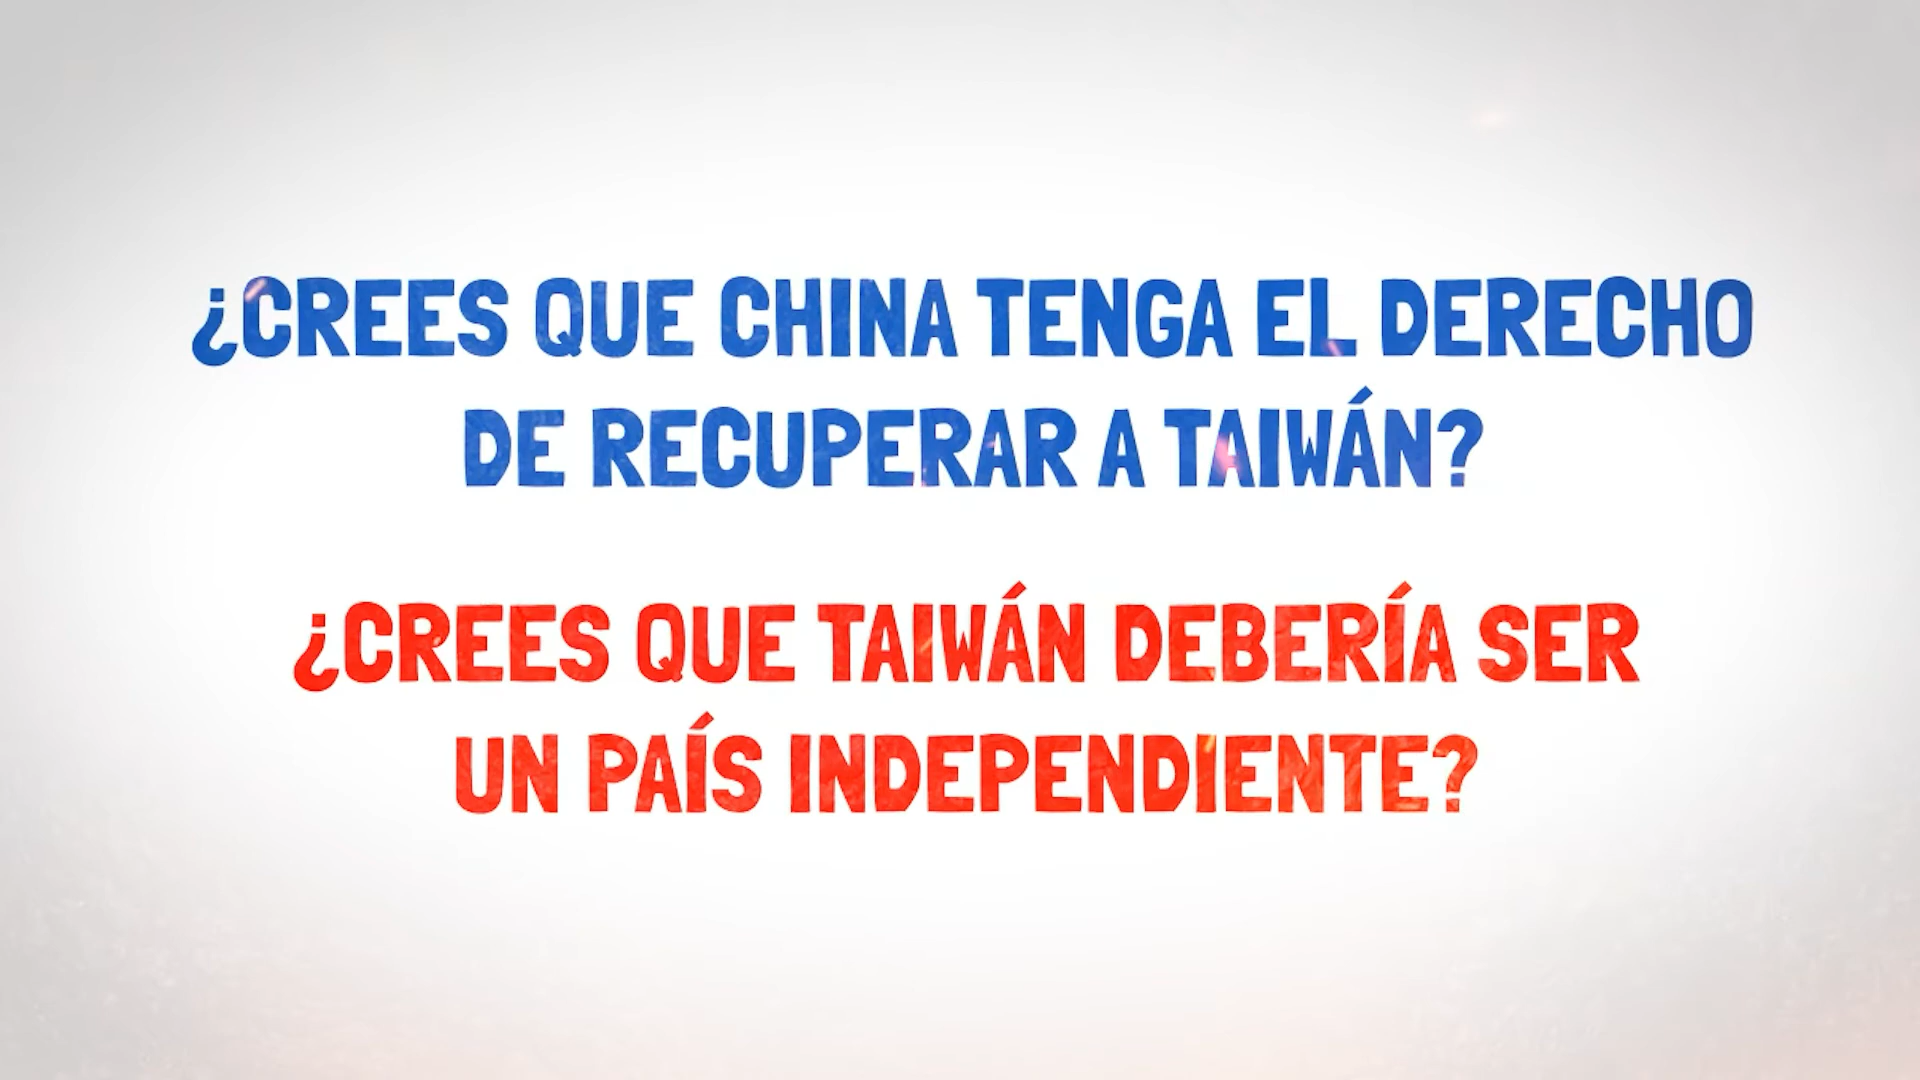 ¿CREES QUE CHINA TENGA EL DERECHO
DE RECUPERAR A TAIWÁN?
¿CREES QUE TAIWÁN DEBERÍA SER
UN PAÍS INDEPENDIENTE?